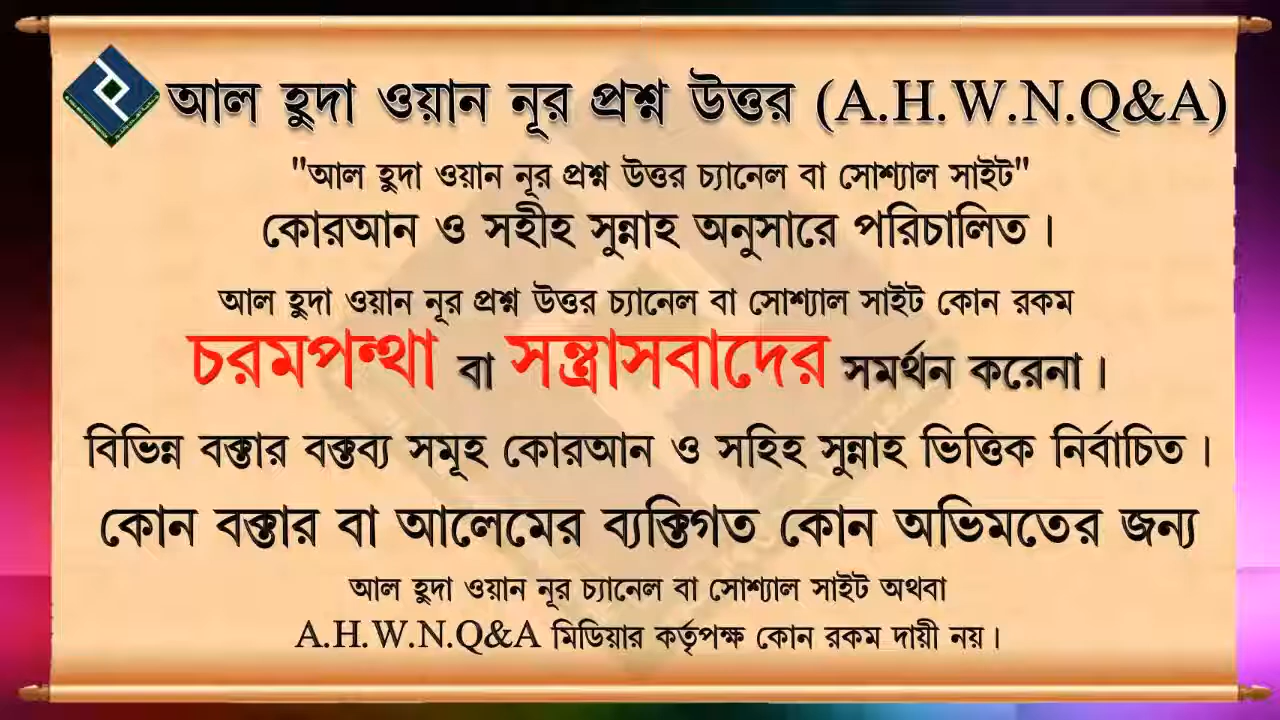 আল হুদা ওয়ান নূর প্রশ্ন উত্তর (A.H.W.N.Q&A)
"আল হুদা ওয়ান নূর প্রশ্ন উত্তর চ্যানেল বা সোশ্যাল সাইট"
কোরআন ও সহীহ সুন্নাহ অনুসারে পরিচালিত।
আল হুদা ওয়ান নূর প্রশ্ন উত্তর চ্যানেল বা সোশ্যাল সাইট কোন রকম
চরমপন্থা বা সন্ত্রাসবাদের সমর্থন করেনা।
বিভিন্ন বক্তার বক্তব্য সমূহ কোরআন ও সহিহ সুন্নাহ ভিত্তিক নির্বাচিত।
কোন বক্তার বা আলেমের ব্যক্তিগত কোন অভিমতের জন্য
আল হুদা ওয়ান নূর চ্যানেল বা সোশ্যাল সাইট অথবা
A.H.W.N.Q&A মিডিয়ার কর্তৃপক্ষ কোন রকম দায়ী নয়।